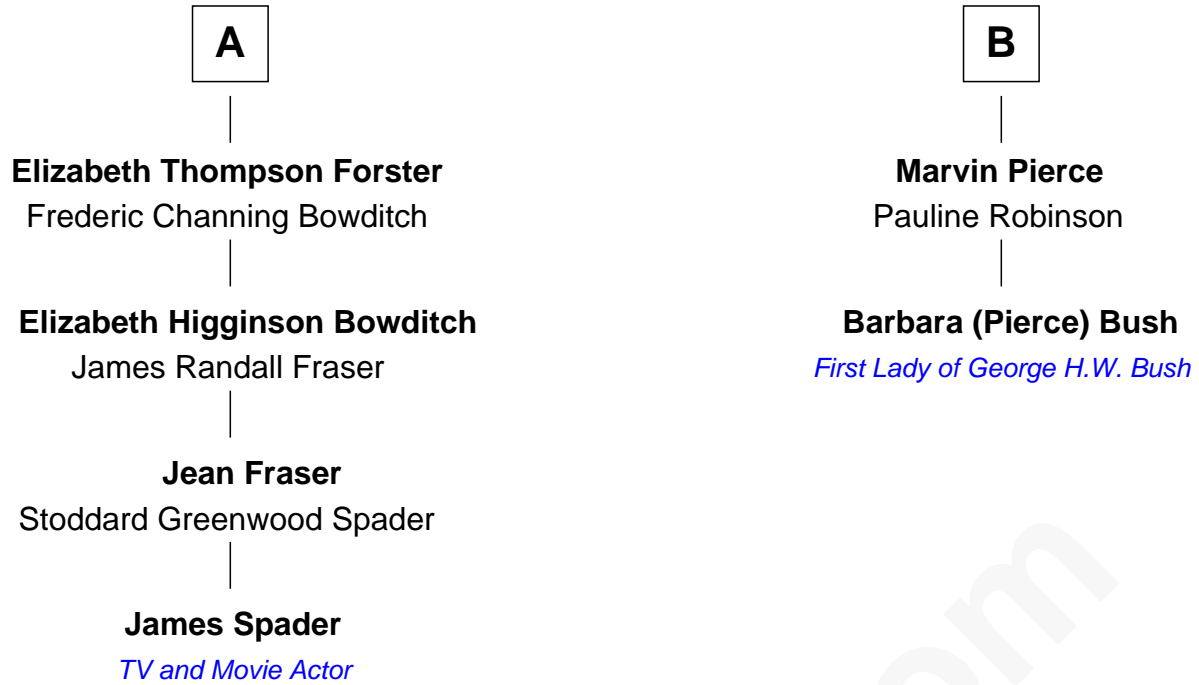 A
Elizabeth Thompson Forster
Frederic Channing Bowditch
Elizabeth Higginson Bowditch
James Randall Fraser
Jean Fraser
Stoddard Greenwood Spader
James Spader
TV and Movie Actor
B
Marvin Pierce
Pauline Robinson
Barbara (Pierce) Bush
First Lady of George H.W. Bush
om